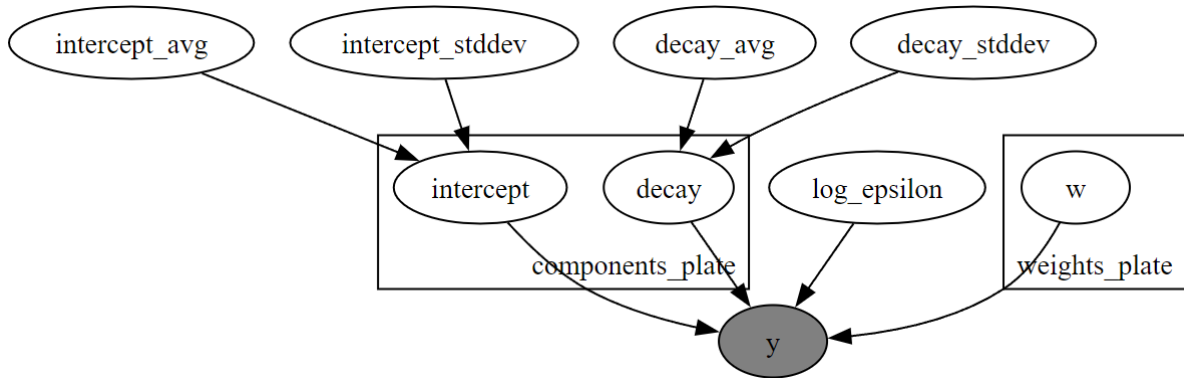 intercept_avg
intercept_stddev
decay_avg
decay_stddev
intercept
decay
log_epsilon
w
components_plate
weights_plate
y